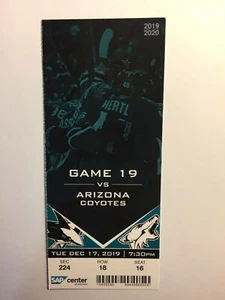 2019
2020
HERTL
GAME 19
VS
ARIZONA
COYOTES
TUE DEC 17, 2019 | 7:30PM
SEC ROW SEAT
224 18 16
SAP center